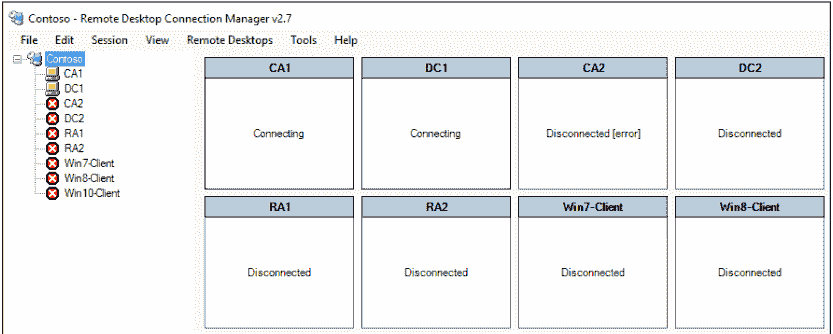 Contoso - Remote Desktop Connection Manager v2.7
File Edit Session View Remote Desktops Tools Help
Contoso
CA1
DC1
CA2
DC2
RA1
RA2
Win7-Client
Win8-Client
Win10-Client
CA1 DC1 CA2 DC2
Connecting Connecting Disconnected [error] Disconnected
RA1 RA2 Win7-Client Win8-Client
Disconnected Disconnected Disconnected Disconnected